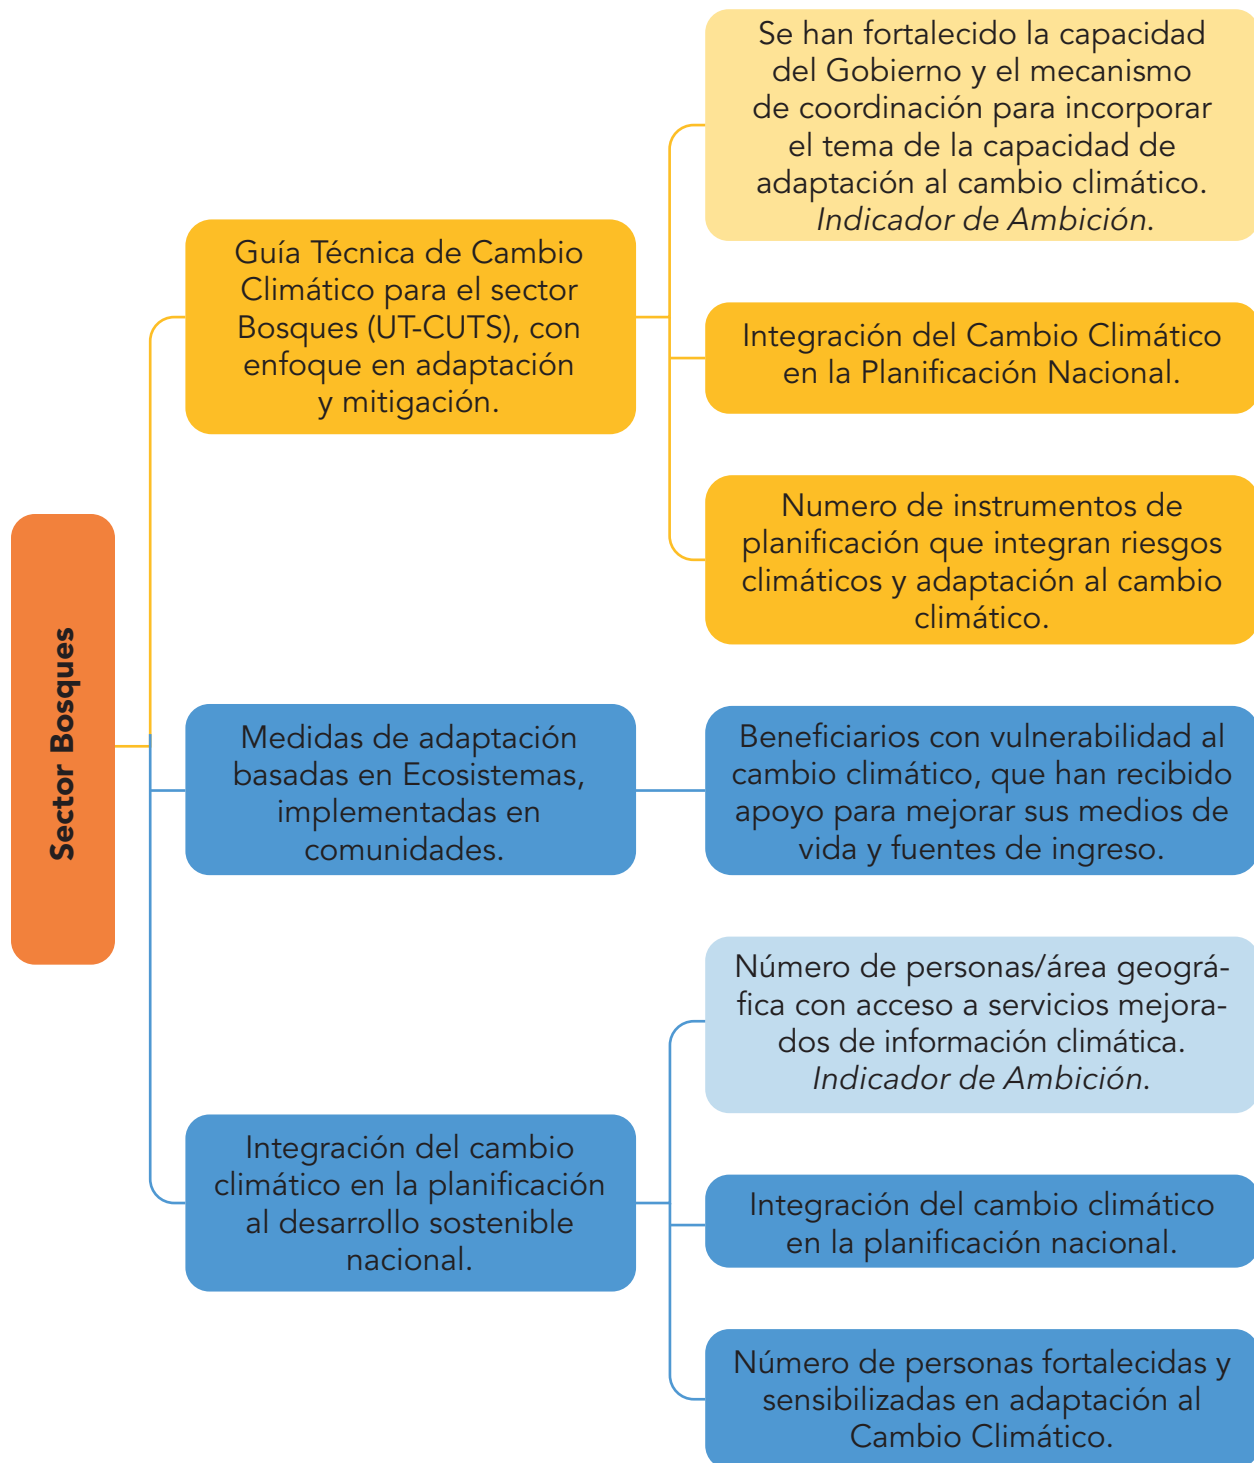 Sector Bosques
Guía Técnica de Cambio
Climático para el sector
Bosques (UT-CUTS), con
enfoque en adaptación
y mitigación.
Se han fortalecido la capacidad
del Gobierno y el mecanismo
de coordinación para incorporar
el tema de la capacidad de
adaptación al cambio climático.
Indicador de Ambición.
Integración del Cambio Climático
en la Planificación Nacional.
Numero de instrumentos de
planificación que integran riesgos
climáticos y adaptación al cambio
climático.
Medidas de adaptación
basadas en Ecosistemas,
implementadas en
comunidades.
Beneficiarios con vulnerabilidad al
cambio climático, que han recibido
apoyo para mejorar sus medios de
vida y fuentes de ingreso.
Integración del cambio
climático en la planificación
al desarrollo sostenible
nacional.
Número de personas/área geográ-
fica con acceso a servicios mejora-
dos de información climática.
Indicador de Ambición.
Integración del cambio climático
en la planificación nacional.
Número de personas fortalecidas y
sensibilizadas en adaptación al
Cambio Climático.